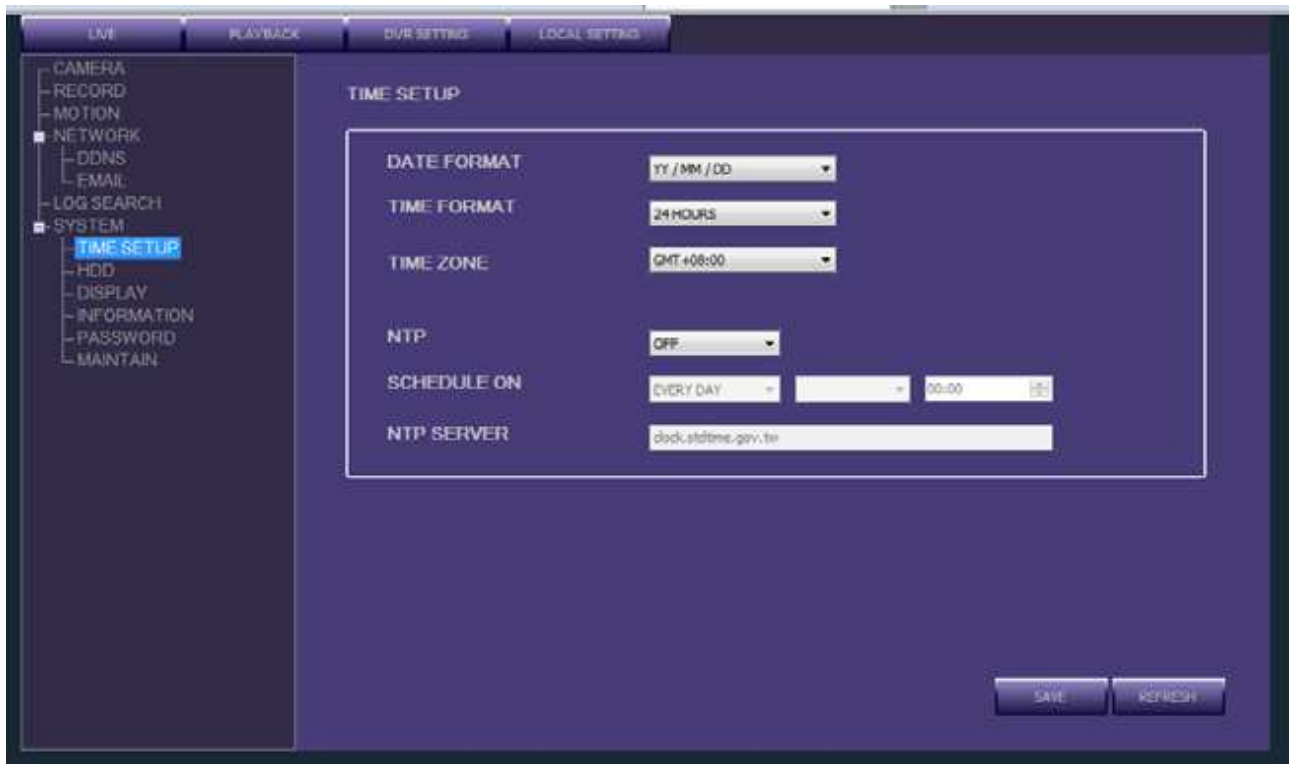 LIVE PLAYBACK DVR SETTING LOCAL SETTING
CAMERA
RECORD
MOTION
NETWORK
DDNS
EMAIL
LOG SEARCH
SYSTEM
TIME SETUP
HDD
DISPLAY
INFORMATION
PASSWORD
MAINTAIN
TIME SETUP
DATE FORMAT YY / MM / DD
TIME FORMAT 24 HOURS
TIME ZONE GMT +08:00
NTP OFF
SCHEDULE ON EVERY DAY 00:00
NTP SERVER clock.stdtime.gov.tw
SAVE REFRESH